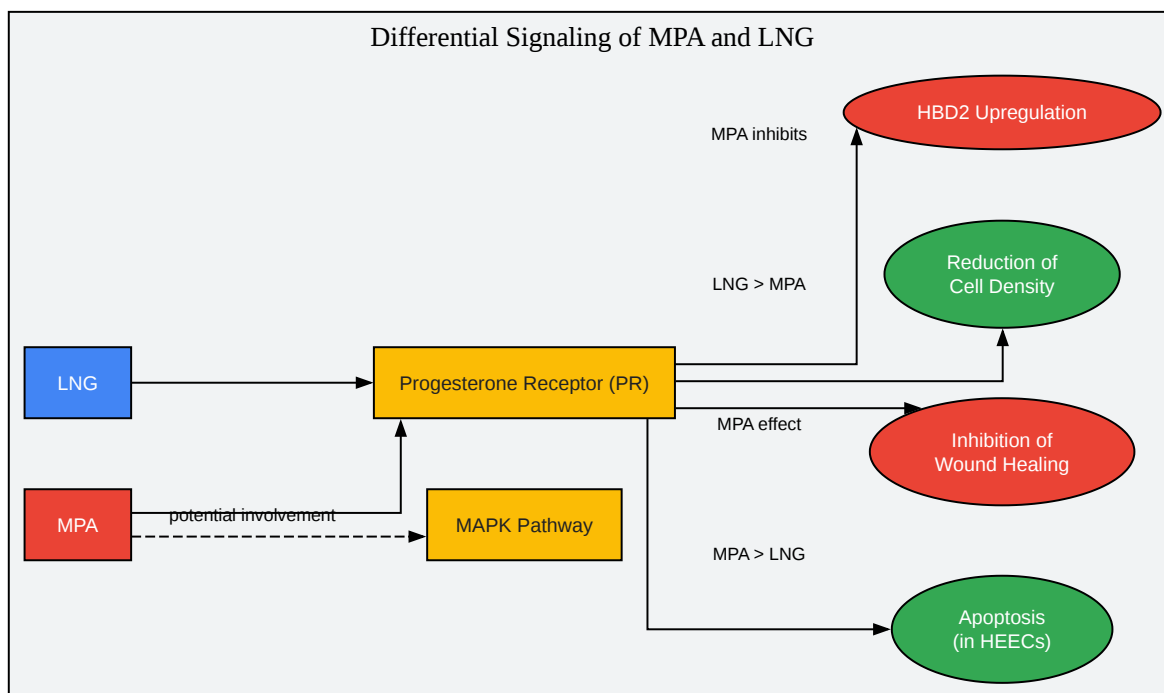 Differential Signaling of MPA and LNG
HBD2 Upregulation
MPA inhibits
Reduction of
Cell Density
LNG > MPA
LNG
Progesterone Receptor (PR)
MPA effect
Inhibition of
Wound Healing
MPA
potential involvement
MAPK Pathway
MPA > LNG
Apoptosis
(in HEECs)